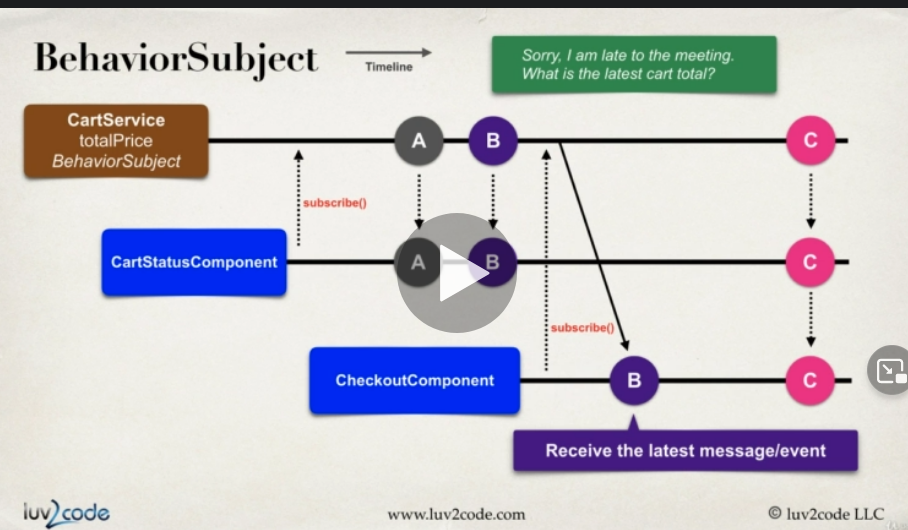 BehaviorSubject
Timeline
Sorry, I am late to the meeting.
What is the latest cart total?
CartService
totalPrice
BehaviorSubject
A
B
C
subscribe()
CartStatusComponent
A
B
C
subscribe()
CheckoutComponent
B
C
Receive the latest message/event
luv2code
www.luv2code.com
© luv2code LLC